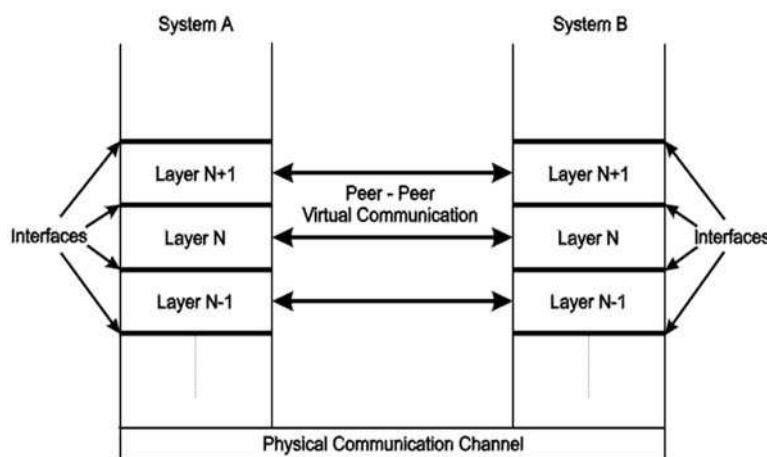 System A
System B
Layer N+1
Layer N+1
Peer - Peer
Virtual Communication
Interfaces
Layer N
Layer N
Interfaces
Layer N-1
Layer N-1
Physical Communication Channel